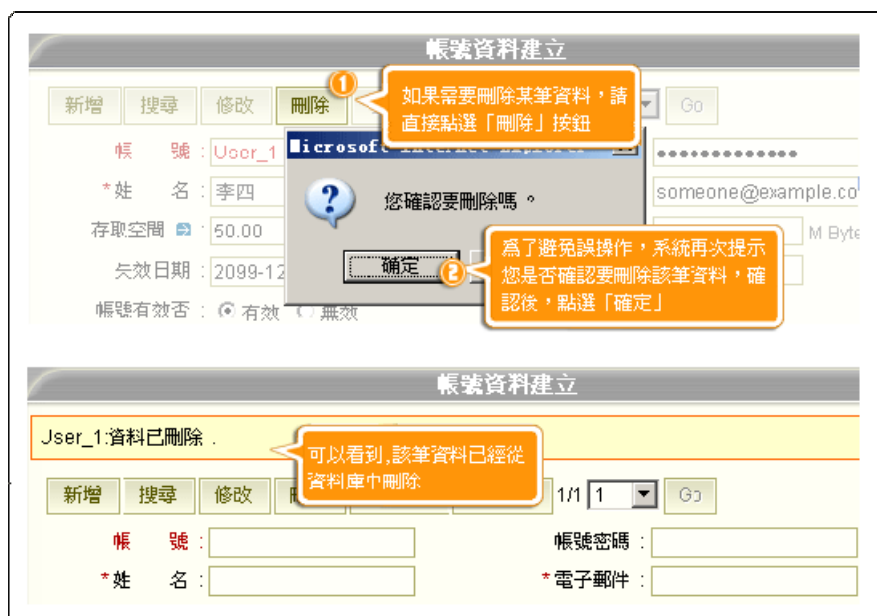 帳號資料建立
新增 搜尋 修改 刪除 Go
1
如果需要刪除某筆資料，請
直接點選「刪除」按鈕
帳 號 : User_1
Microsoft Internet Explorer
•••••••••••••
*姓 名 : 李四
您確認要刪除嗎。
someone@example.co
存取空間 : 50.00
M Byte
失效日期 : 2099-12
確定
2
為了避免誤操作，系統再次提示
您是否確認要刪除該筆資料，確
認後，點選「確定」
帳號有效否 : 有效 無效
帳號資料建立
User_1:資料已刪除 .
可以看到,該筆資料已經從
資料庫中刪除
新增 搜尋 修改 1/1 1 Go
帳 號 : 帳號密碼 :
*姓 名 : *電子郵件 :